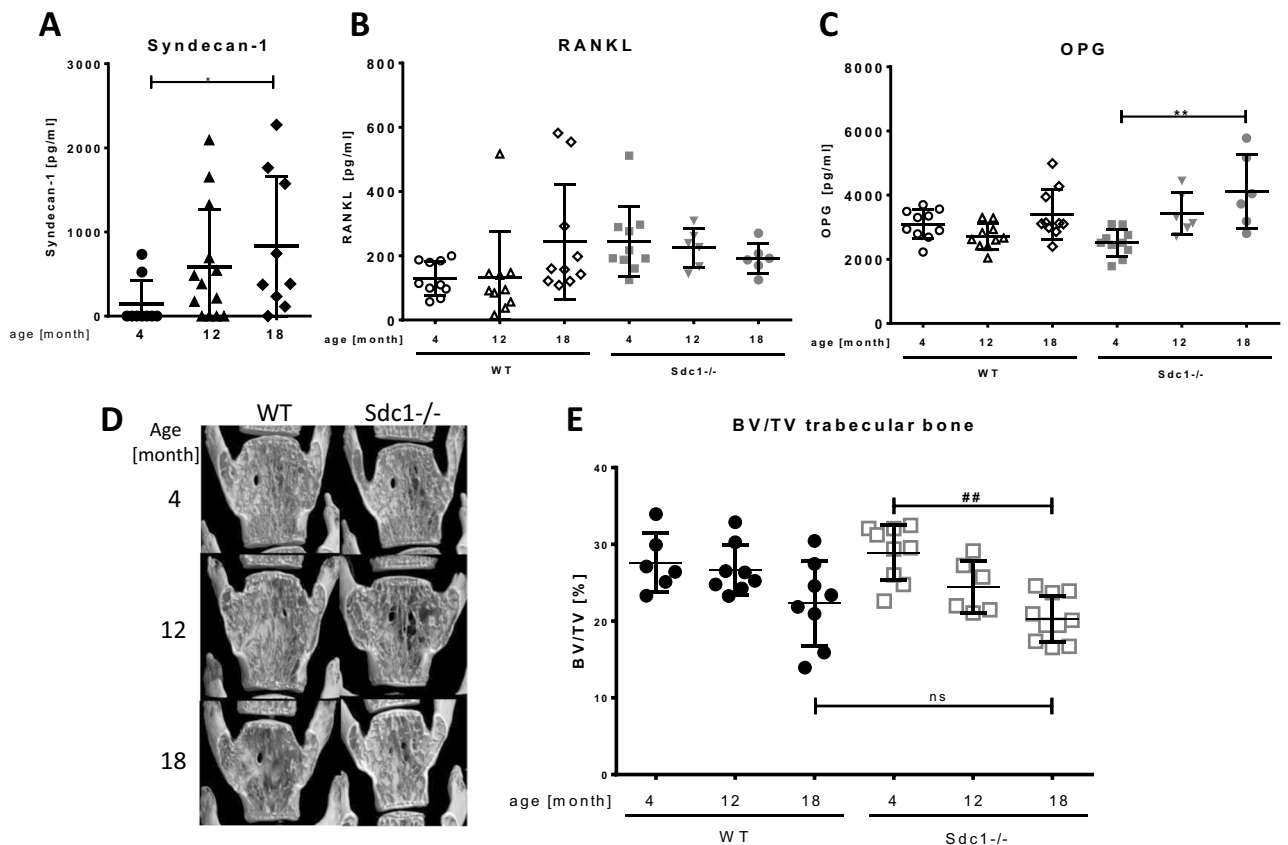 A
Syndecan-1
Syndecan-1 [pg/ml]
3000
2000
1000
0
*
age [month]
4 12 18
B
RANKL
RANKL [pg/ml]
800
600
400
200
0
age [month]
4 12 18 4 12 18
WT Sdc1-/-
C
OPG
OPG [pg/ml]
8000
6000
4000
2000
0
**
age [month]
4 12 18 4 12 18
WT Sdc1-/-
D
WT Sdc1-/-
Age
[month]
4
12
18
E
BV/TV trabecular bone
BV/TV [%]
40
30
20
10
0
##
ns
age [month]
4 12 18 4 12 18
WT Sdc1-/-